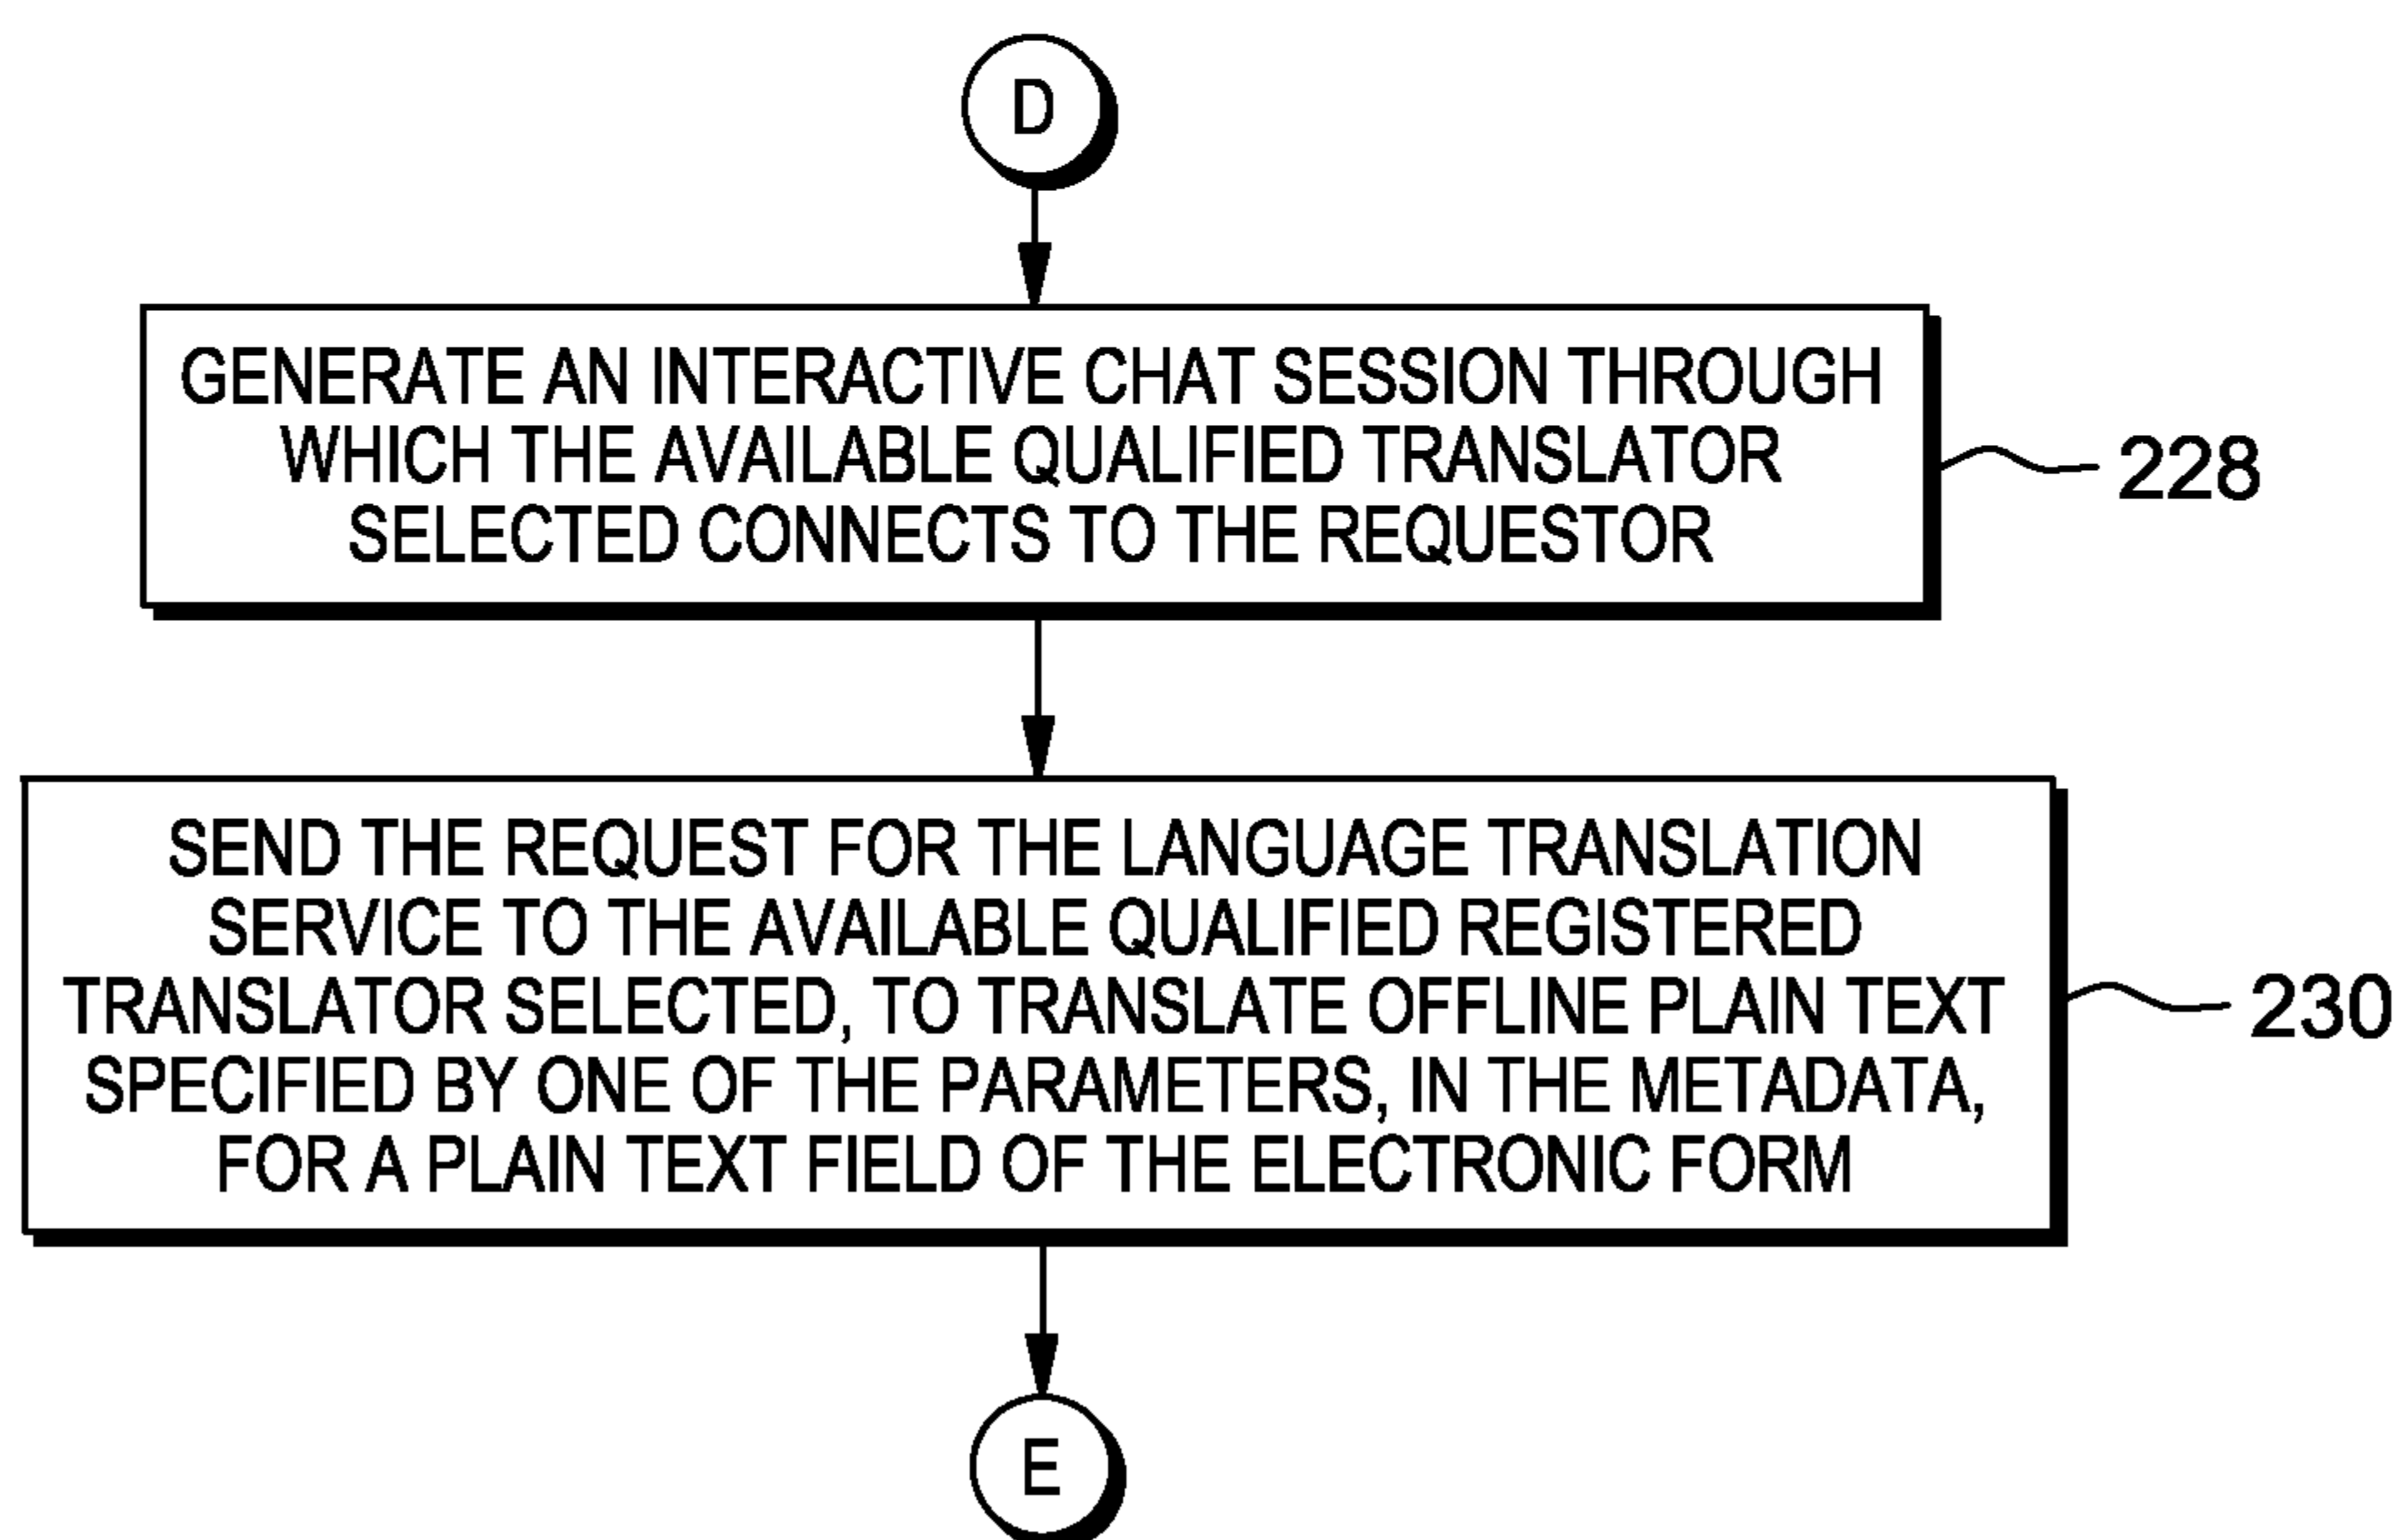 D
GENERATE AN INTERACTIVE CHAT SESSION THROUGH
WHICH THE AVAILABLE QUALIFIED TRANSLATOR
SELECTED CONNECTS TO THE REQUESTOR
228
SEND THE REQUEST FOR THE LANGUAGE TRANSLATION
SERVICE TO THE AVAILABLE QUALIFIED REGISTERED
TRANSLATOR SELECTED, TO TRANSLATE OFFLINE PLAIN TEXT
SPECIFIED BY ONE OF THE PARAMETERS, IN THE METADATA,
FOR A PLAIN TEXT FIELD OF THE ELECTRONIC FORM
230
E